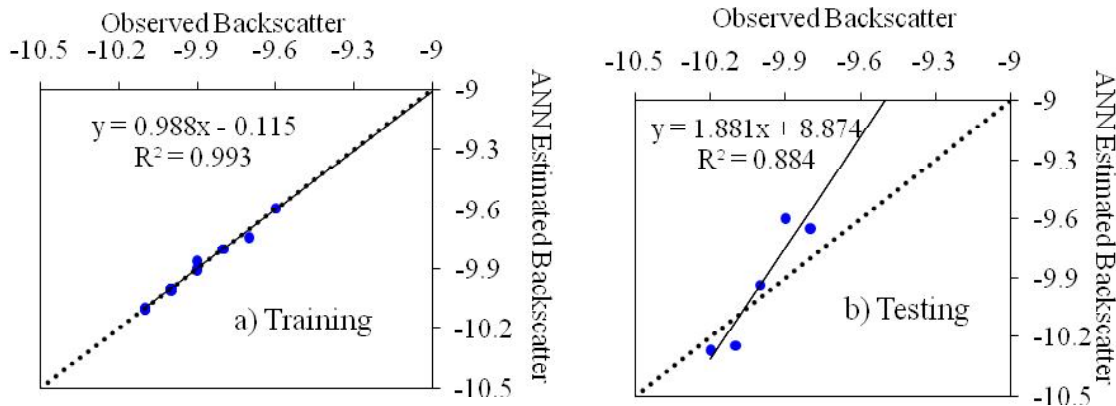 Observed Backscatter
-10.5 -10.2 -9.9 -9.6 -9.3 -9
y = 0.988x - 0.115
R² = 0.993
a) Training
-9
-9.3
-9.6
-9.9
-10.2
-10.5
ANN Estimated Backscatter
Observed Backscatter
-10.5 -10.2 -9.9 -9.6 -9.3 -9
y = 1.881x + 8.874
R² = 0.884
b) Testing
-9
-9.3
-9.6
-9.9
-10.2
-10.5
ANN Estimated Backscatter